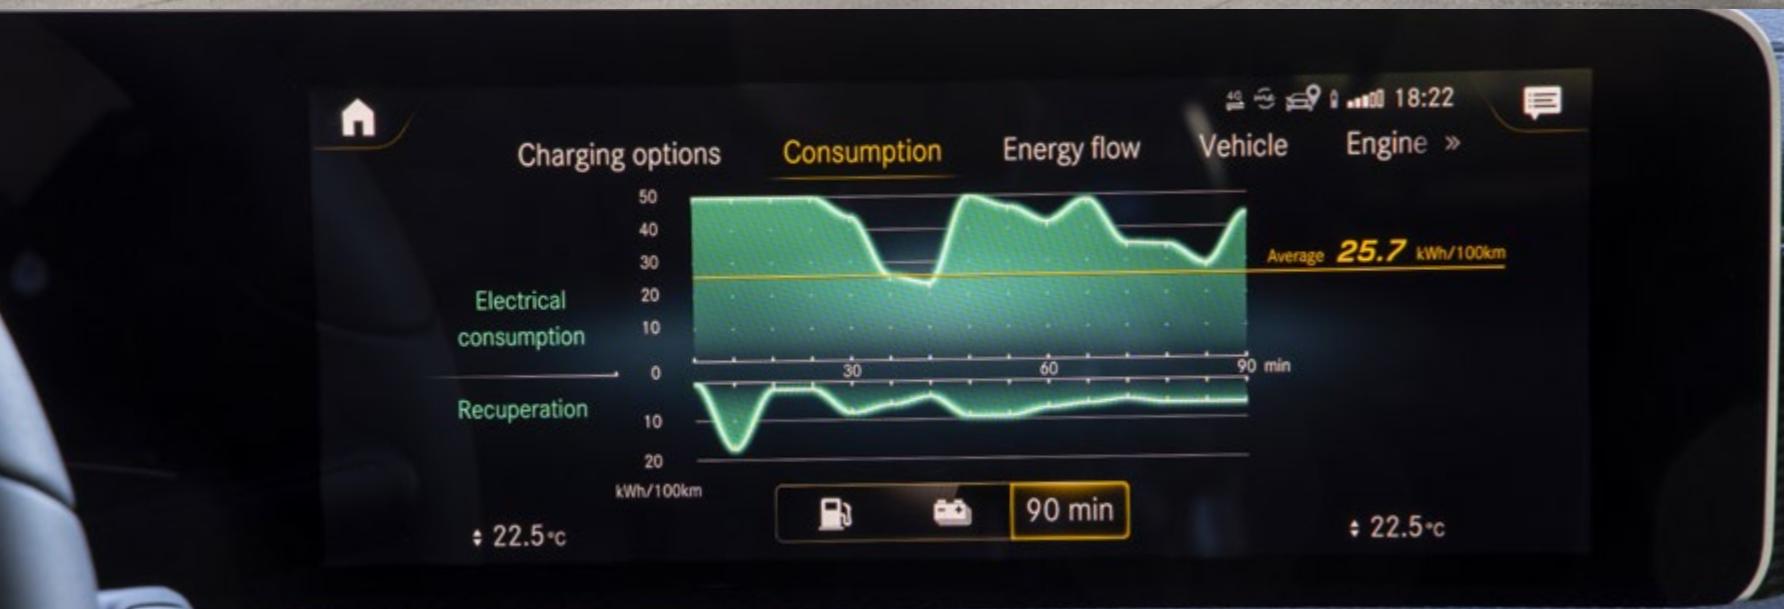 4G 18:22
Charging options Consumption Energy flow Vehicle Engine »
50
40
30
20
10
0
10
20
kWh/100km
Electrical
consumption
Recuperation
30 60 90 min
Average 25.7 kWh/100km
90 min
22.5°C 22.5°C